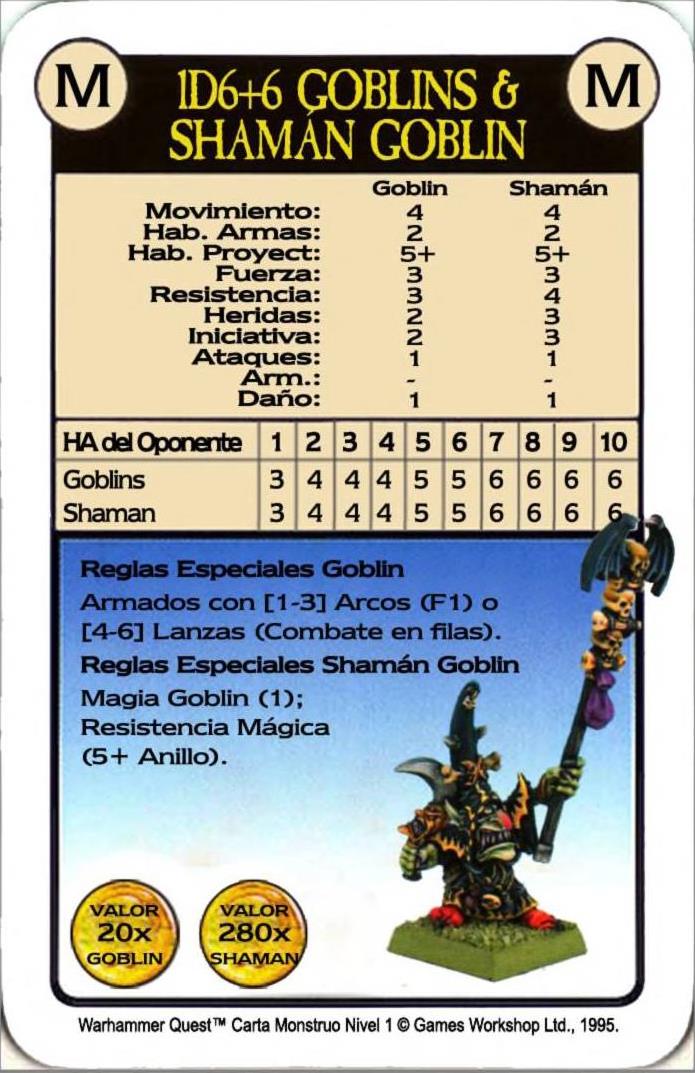 M
1D6+6 GOBLINS &
SHAMÁN GOBLIN
M
Goblin Shamán
Movimiento: 4 4
Hab. Armas: 2 2
Hab. Proyect: 5+ 5+
Fuerza: 3 3
Resistencia: 3 4
Heridas: 2 3
Iniciativa: 2 3
Ataques: 1 1
Arm.: - -
Daño: 1 1
HA del Oponente 1 2 3 4 5 6 7 8 9 10
Goblins 3 4 4 4 5 5 6 6 6 6
Shaman 3 4 4 4 5 5 6 6 6 6
Reglas Especiales Goblin
Armados con [1-3] Arcos (F1) o
[4-6] Lanzas (Combate en filas).
Reglas Especiales Shamán Goblin
Magia Goblin (1);
Resistencia Mágica
(5+ Anillo).
VALOR
20x
GOBLIN
VALOR
280x
SHAMAN
Warhammer Quest™ Carta Monstruo Nivel 1 © Games Workshop Ltd., 1995.